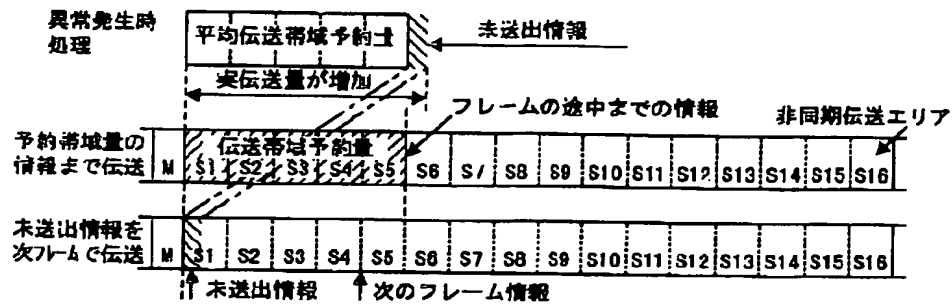 異常発生時
処理
平均伝送帯域予約量
未送出情報
実伝送量が増加
フレームの途中までの情報
非同期伝送エリア
予約帯域量の
情報まで伝送
伝送帯域予約量
M S1 S2 S3 S4 S5 S6 S7 S8 S9 S10 S11 S12 S13 S14 S15 S16
未送出情報を
次フレームで伝送
M S1 S2 S3 S4 S5 S6 S7 S8 S9 S10 S11 S12 S13 S14 S15 S16
未送出情報
次のフレーム情報